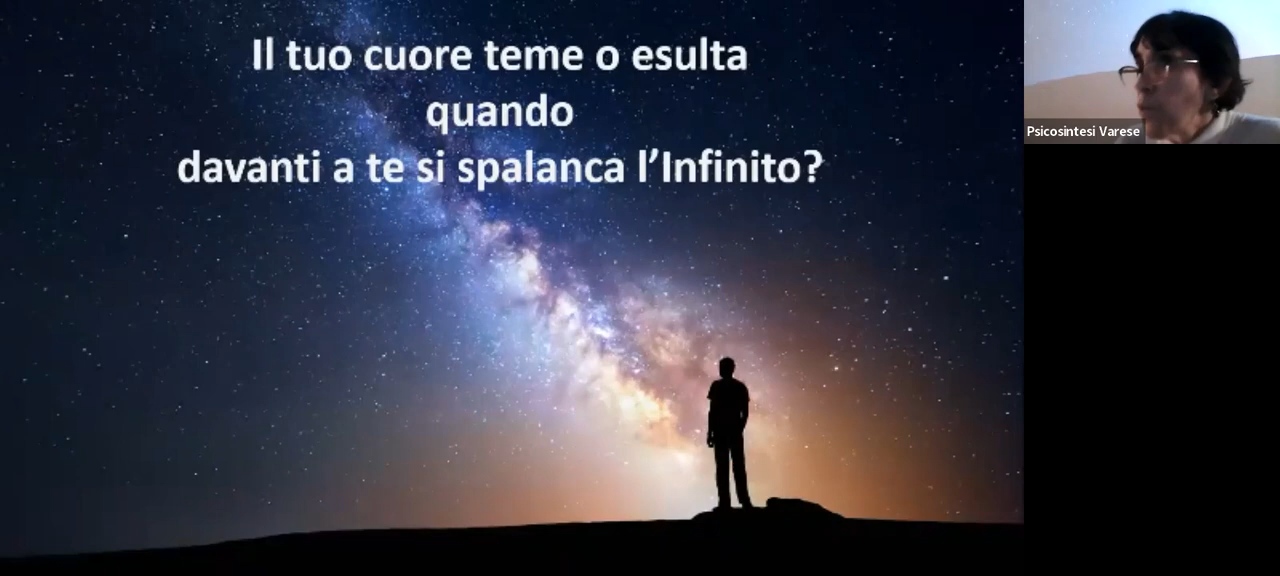 Il tuo cuore teme o esulta
quando
davanti a te si spalanca l’Infinito?
Psicosintesi Varese